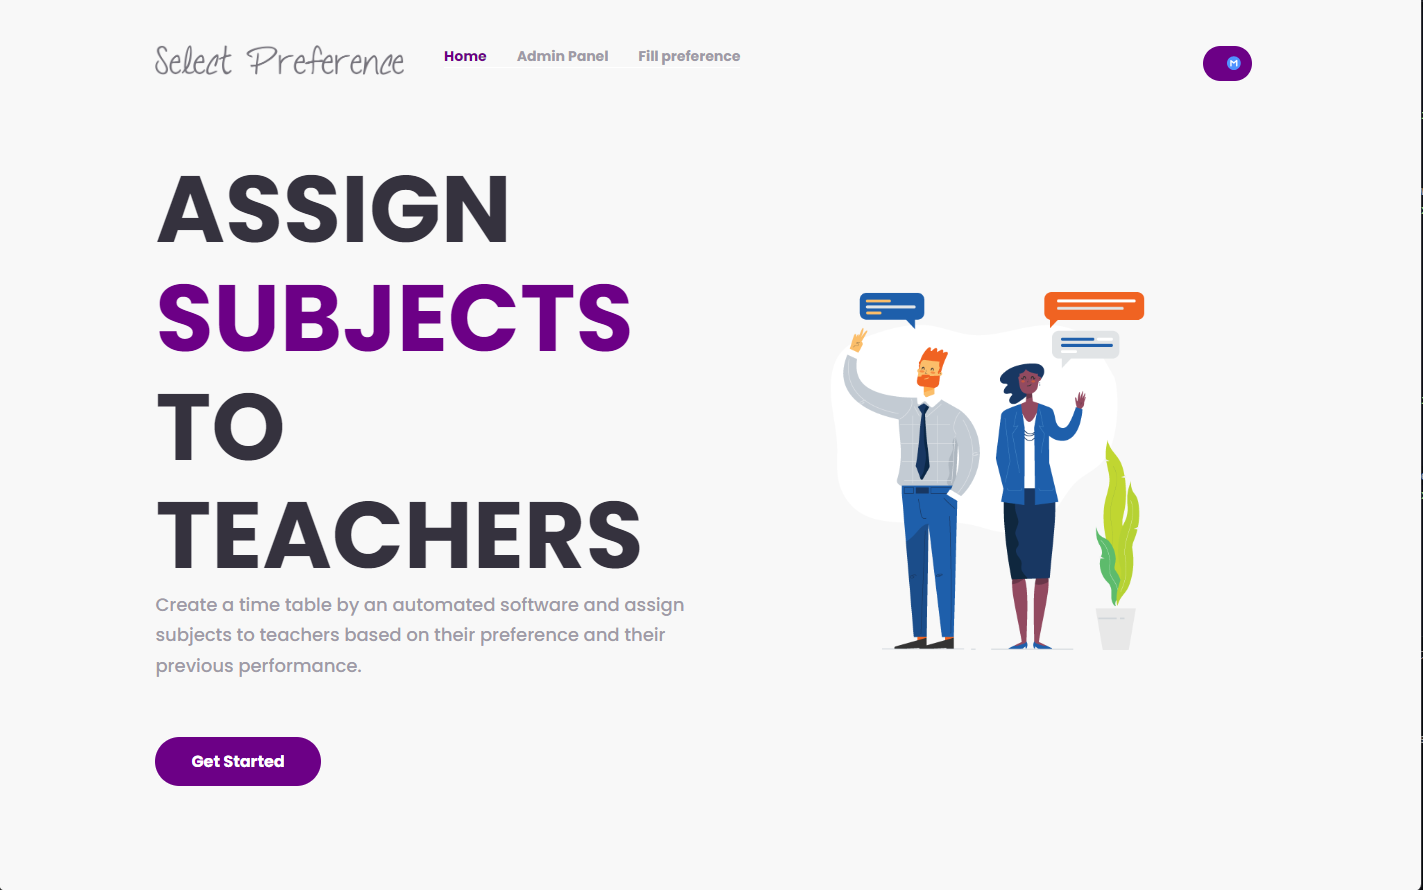 Select Preference
Home Admin Panel Fill preference
M
ASSIGN
SUBJECTS
TO
TEACHERS
Create a time table by an automated software and assign
subjects to teachers based on their preference and their
previous performance.
Get Started